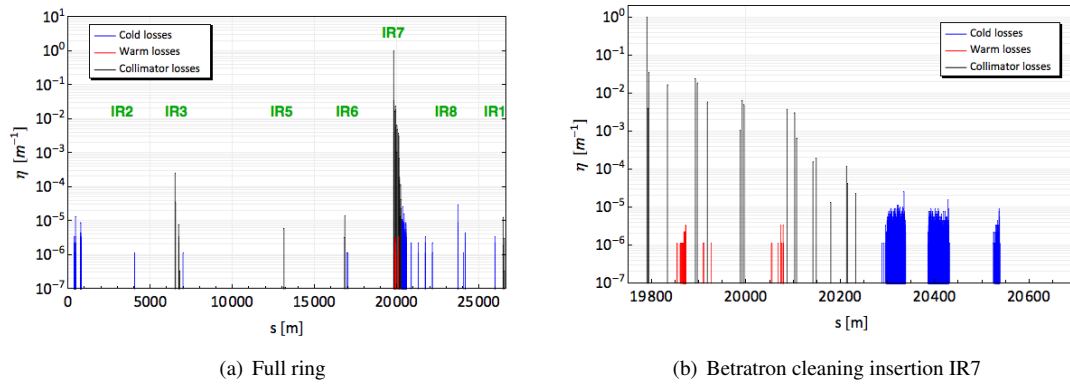 10¹
10⁰
10⁻¹
10⁻²
10⁻³
10⁻⁴
10⁻⁵
10⁻⁶
10⁻⁷
η [m⁻¹]
Cold losses
Warm losses
Collimator losses
IR7
IR2 IR3 IR5 IR6 IR8 IR1
0 5000 10000 15000 20000 25000
s [m]
(a) Full ring
10⁰
10⁻¹
10⁻²
10⁻³
10⁻⁴
10⁻⁵
10⁻⁶
10⁻⁷
η [m⁻¹]
Cold losses
Warm losses
Collimator losses
19800 20000 20200 20400 20600
s [m]
(b) Betatron cleaning insertion IR7